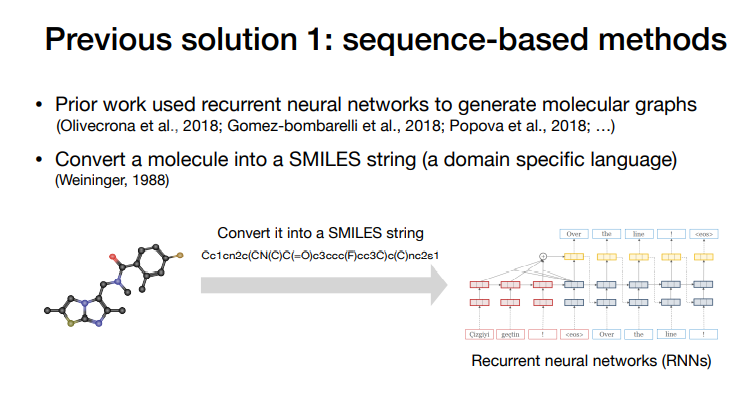 Previous solution 1: sequence-based methods
• Prior work used recurrent neural networks to generate molecular graphs
(Olivecrona et al., 2018; Gomez-bombarelli et al., 2018; Popova et al., 2018; …)
• Convert a molecule into a SMILES string (a domain specific language)
(Weininger, 1988)
Convert it into a SMILES string
C̄c1cn2c(C̄N(C̄)C̄(=Ō)c3ccc(F̄)cc3C̄)c(C̄)nc2s1
Over the line ! <eos>
Çizgiyi geçtin ! <eos> Over the line !
Recurrent neural networks (RNNs)